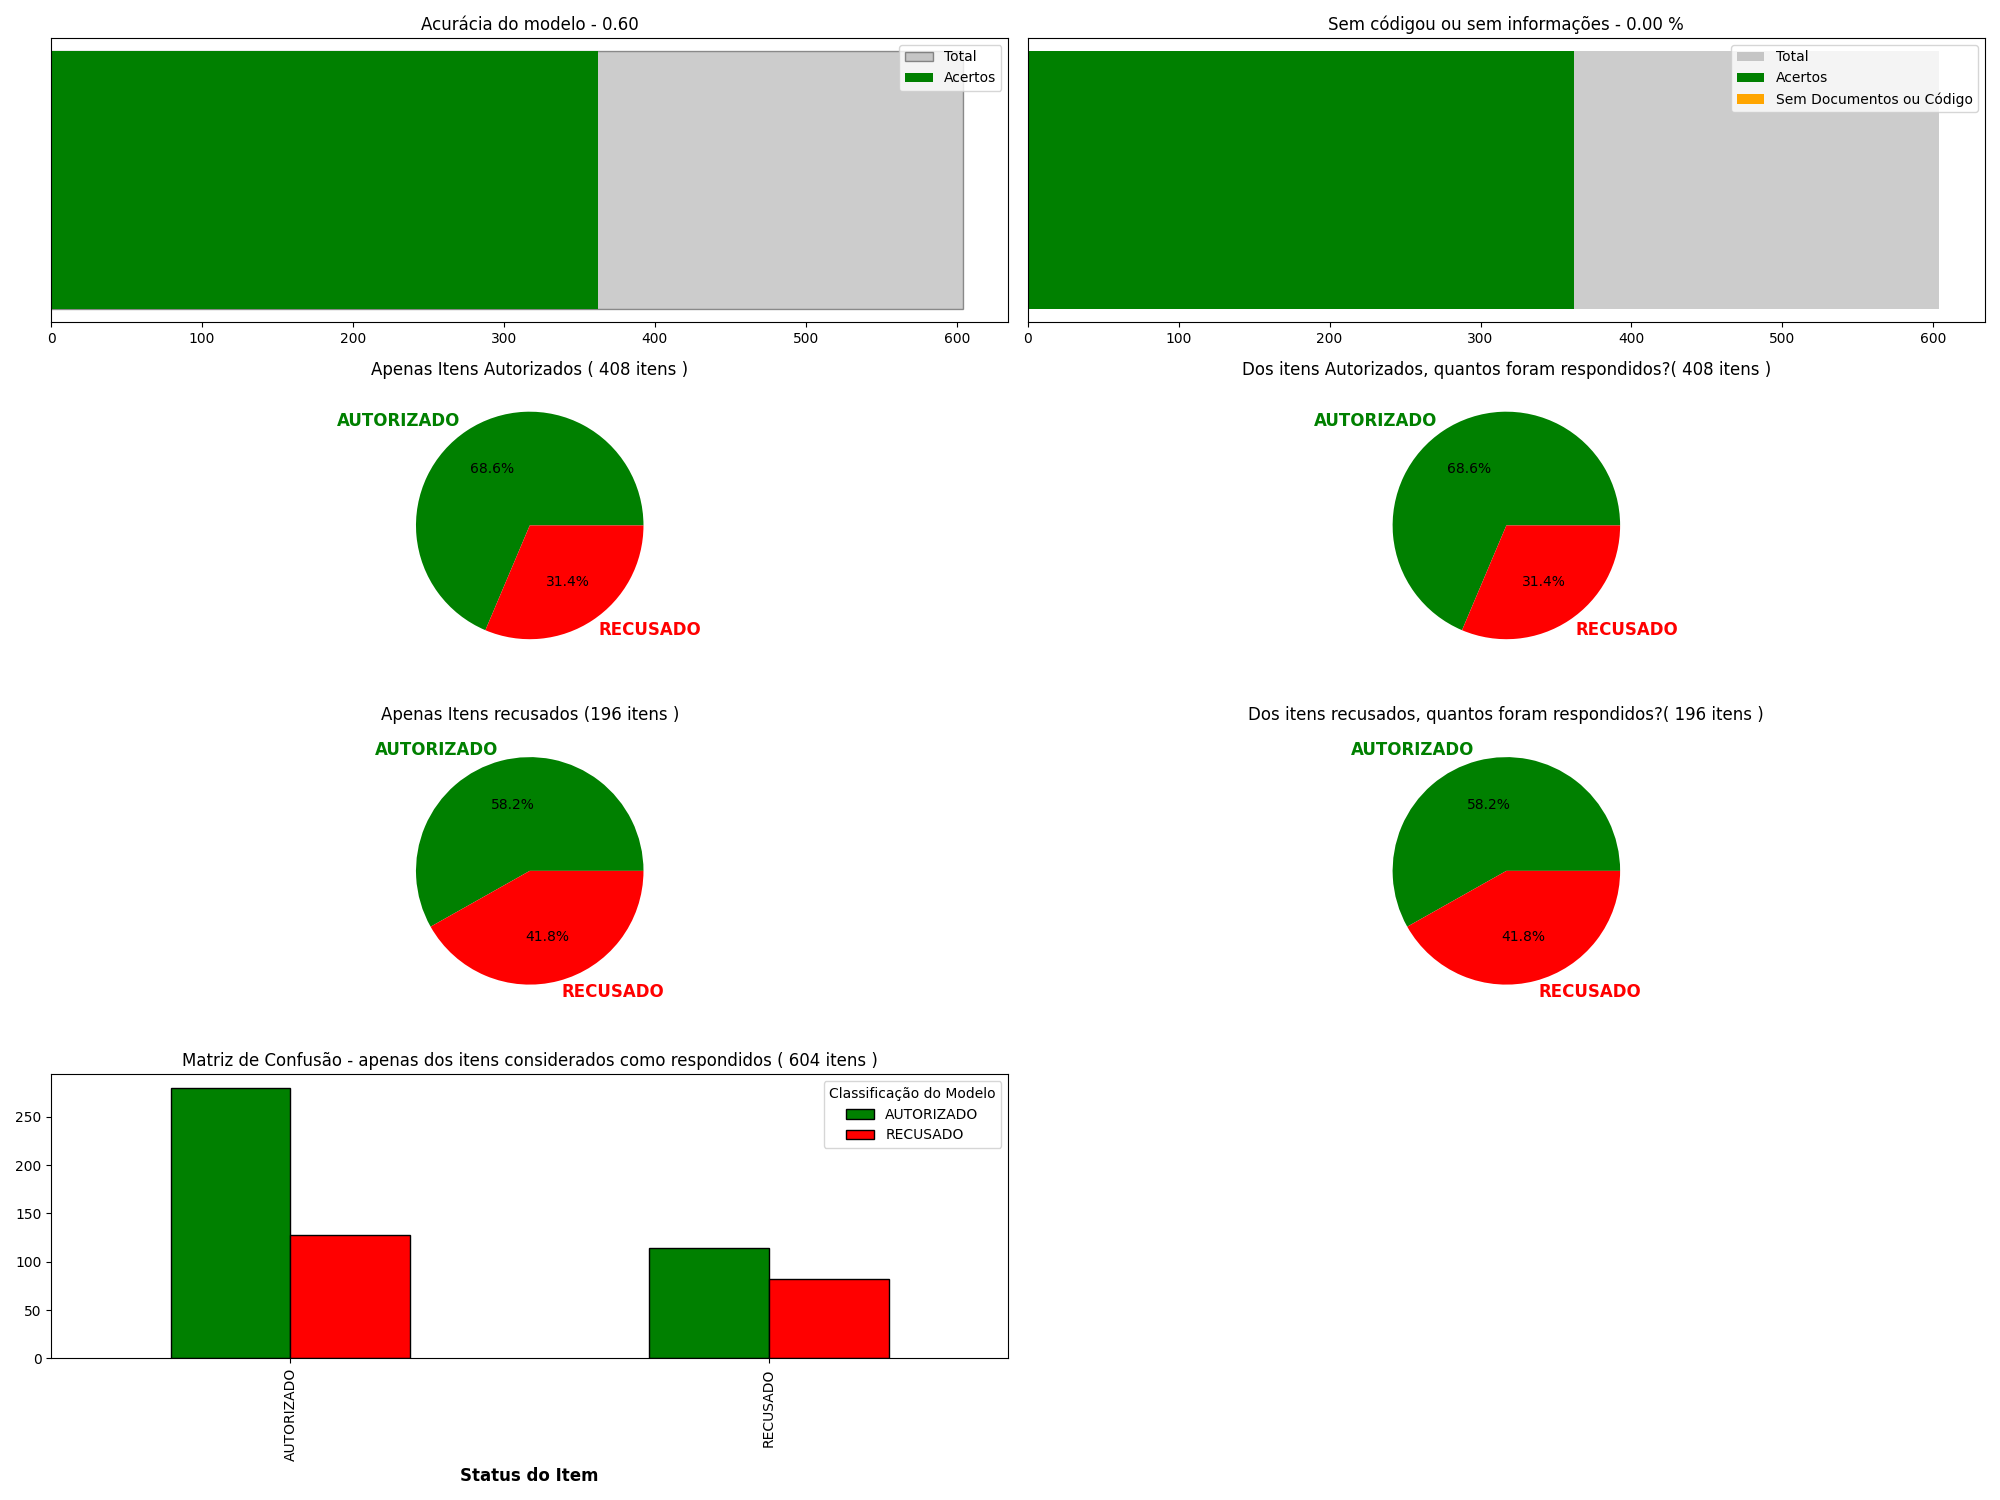 Acurácia do modelo - 0.60
Total
Acertos
0 100 200 300 400 500 600
Sem códigou ou sem informações - 0.00 %
Total
Acertos
Sem Documentos ou Código
0 100 200 300 400 500 600
Apenas Itens Autorizados ( 408 itens )
AUTORIZADO
68.6%
31.4%
RECUSADO
Dos itens Autorizados, quantos foram respondidos?( 408 itens )
AUTORIZADO
68.6%
31.4%
RECUSADO
Apenas Itens recusados (196 itens )
AUTORIZADO
58.2%
41.8%
RECUSADO
Dos itens recusados, quantos foram respondidos?( 196 itens )
AUTORIZADO
58.2%
41.8%
RECUSADO
Matriz de Confusão - apenas dos itens considerados como respondidos ( 604 itens )
Classificação do Modelo
AUTORIZADO
RECUSADO
250
200
150
100
50
0
AUTORIZADO
RECUSADO
Status do Item